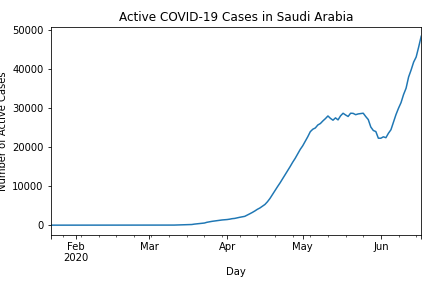 Active COVID-19 Cases in Saudi Arabia
50000
40000
30000
20000
10000
0
Number of Active Cases
Feb
2020
Mar
Apr
May
Jun
Day